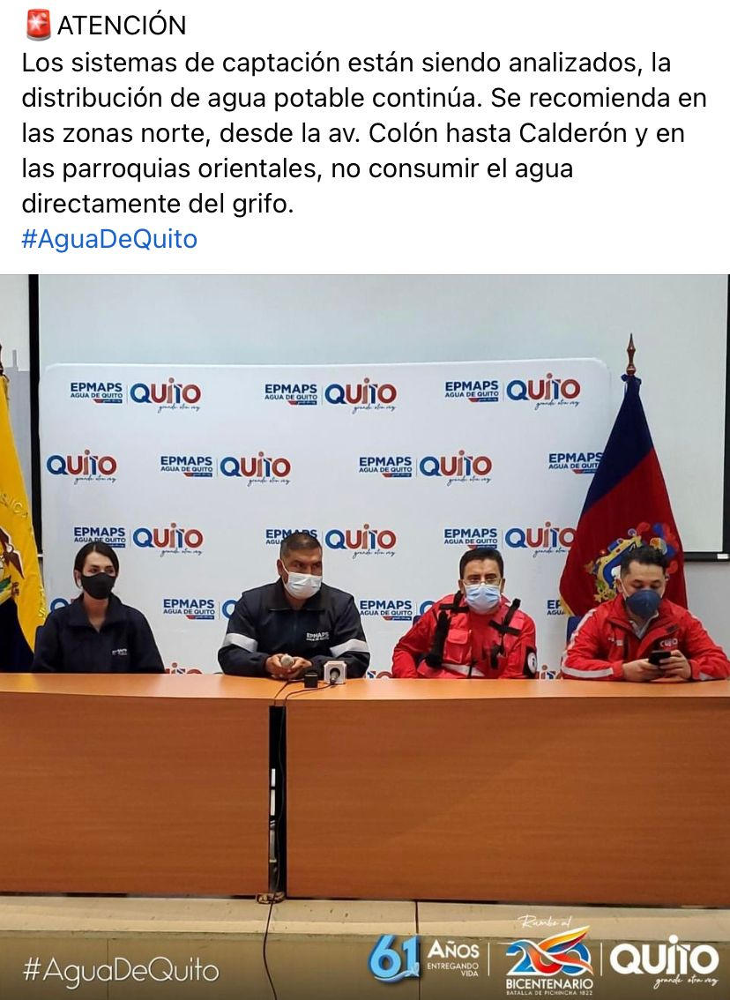 🚨ATENCIÓN
Los sistemas de captación están siendo analizados, la
distribución de agua potable continúa. Se recomienda en
las zonas norte, desde la av. Colón hasta Calderón y en
las parroquias orientales, no consumir el agua
directamente del grifo.
#AguaDeQuito
EPMAPS QUITO EPMAPS QUITO EPMAPS QUITO
AGUA DE QUITO grande otra vez AGUA DE QUITO grande otra vez AGUA DE QUITO grande otra vez
QUITO EPMAPS QUITO EPMAPS QUITO EPMAPS
grande otra vez AGUA DE QUITO grande otra vez AGUA DE QUITO grande otra vez AGUA DE QUIT
EPMAPS QUITO EPMAPS QUITO EPMAPS QUITO
AGUA DE QUITO grande otra vez grande otra vez AGUA DE QUITO grande otra vez
EPMAPS EPMAPS
AGUA DE QUITO AGUA DE QUITO
EPMAPS
#AguaDeQuito
61 AÑOS
ENTREGANDO
VIDA
Rumbo al
200
BICENTENARIO
BATALLA DE PICHINCHA 1822
QUITO
grande otra vez